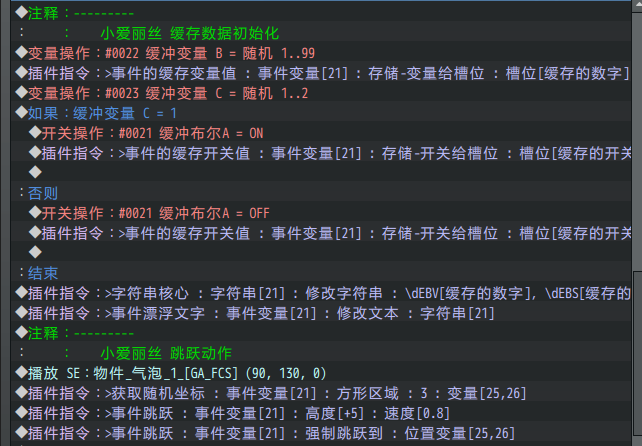 ◆注释：---------
：　　：　　小爱丽丝 缓存数据初始化
◆变量操作：#0022 缓冲变量 B = 随机 1..99
◆插件指令：>事件的缓存变量值 : 事件变量[21] : 存储-变量给槽位 : 槽位[缓存的数字]
◆变量操作：#0023 缓冲变量 C = 随机 1..2
◆如果：缓冲变量 C = 1
◆开关操作：#0021 缓冲布尔A = ON
◆插件指令：>事件的缓存开关值 : 事件变量[21] : 存储-开关给槽位 : 槽位[缓存的开关
◆
：否则
◆开关操作：#0021 缓冲布尔A = OFF
◆插件指令：>事件的缓存开关值 : 事件变量[21] : 存储-开关给槽位 : 槽位[缓存的开关
◆
：结束
◆插件指令：>字符串核心 : 字符串[21] : 修改字符串 : \dEBV[缓存的数字], \dEBS[缓存的
◆插件指令：>事件漂浮文字 : 事件变量[21] : 修改文本 : 字符串[21]
◆注释：---------
：　　：　　小爱丽丝 跳跃动作
◆播放 SE：物件_气泡_1_[GA_FCS] (90, 130, 0)
◆插件指令：>获取随机坐标 : 事件变量[21] : 方形区域 : 3 : 变量[25,26]
◆插件指令：>事件跳跃 : 事件变量[21] : 高度[+5] : 速度[0.8]
◆插件指令：>事件跳跃 : 事件变量[21] : 强制跳跃到 : 位置变量[25,26]